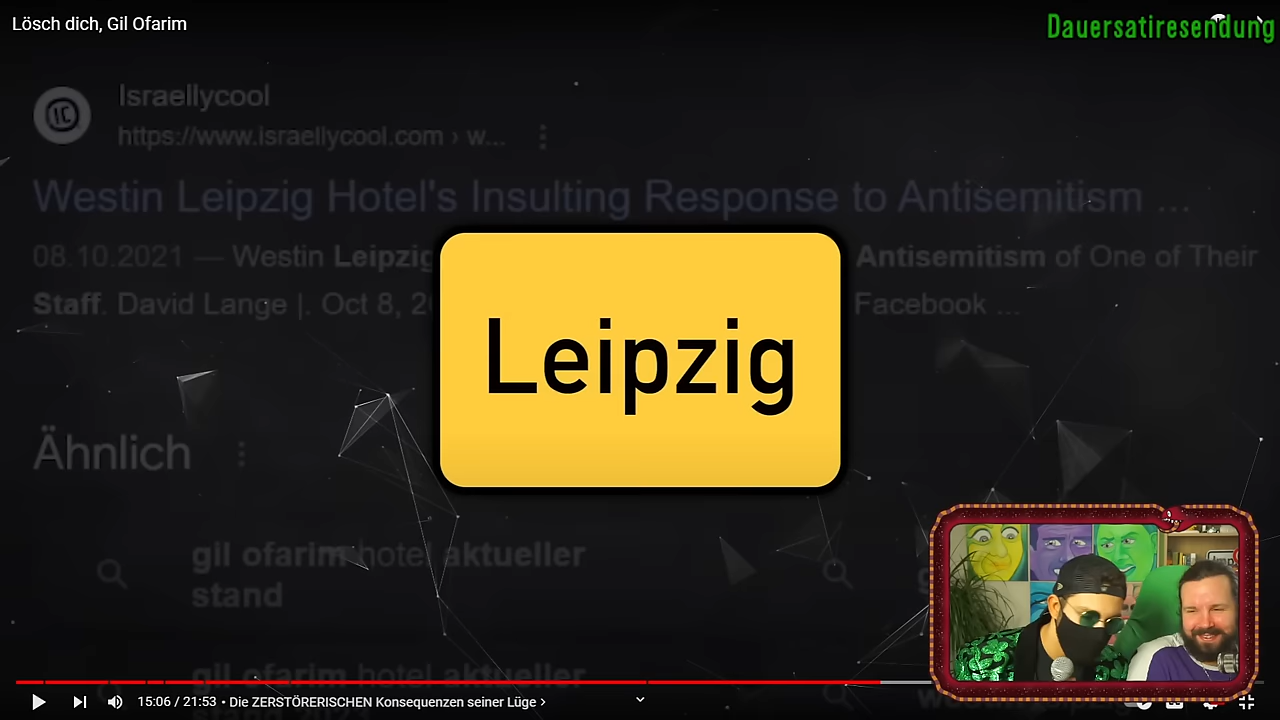 Lösch dich, Gil Ofarim
Dauersatiresendung
Israellycool
https://www.israellycool.com › w...
Westin Leipzig Hotel's Insulting Response to Antisemitism ...
08.10.2021 — Westin Leipzig
Antisemitism of One of Their
Staff. David Lange |. Oct 8, 2
Facebook ...
Leipzig
Ähnlich
gil ofarim hotel aktueller
stand
gil ofarim hotel aktueller
15:06 / 21:53 • Die ZERSTÖRERISCHEN Konsequenzen seiner Lüge ›